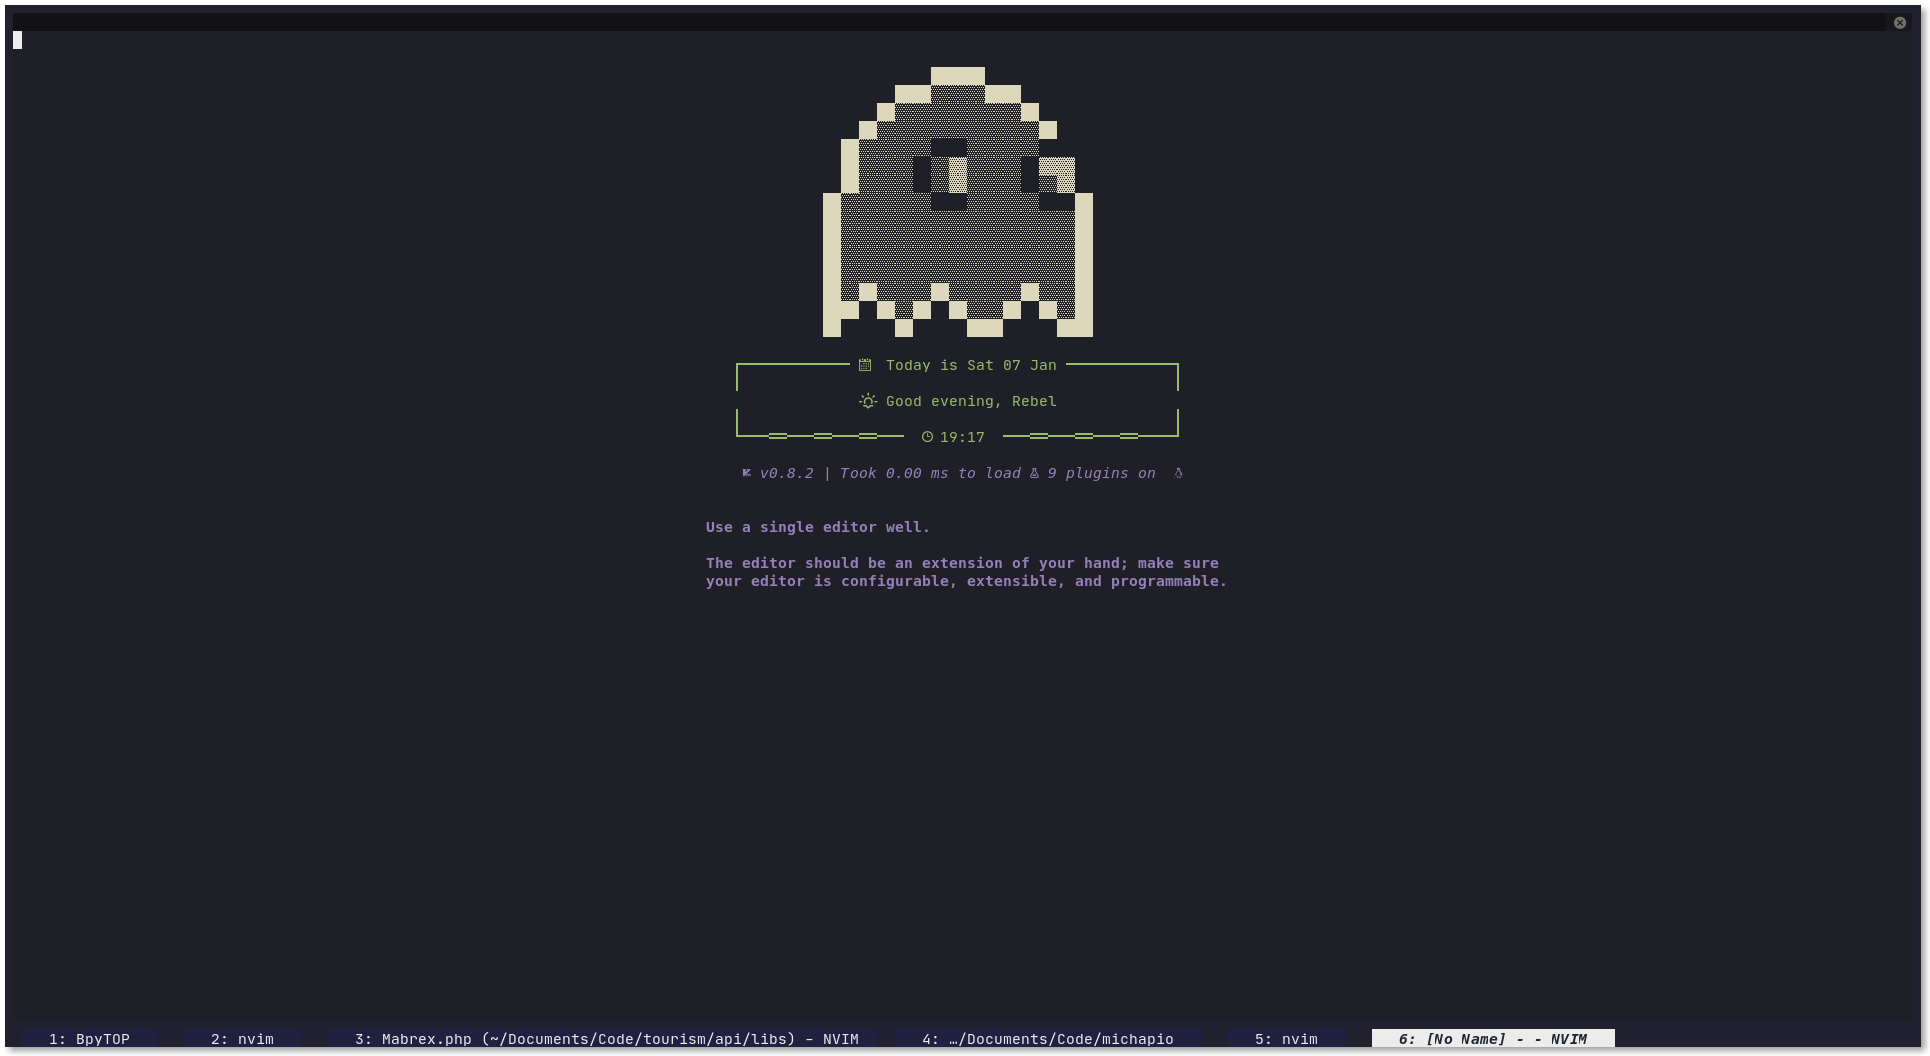 Today is Sat 07 Jan
Good evening, Rebel
19:17
v0.8.2 | Took 0.00 ms to load 9 plugins on
Use a single editor well.
The editor should be an extension of your hand; make sure
your editor is configurable, extensible, and programmable.
1: BpyTOP 2: nvim 3: Mabrex.php (~/Documents/Code/tourism/api/libs) - NVIM 4: …/Documents/Code/michapio 5: nvim 6: [No Name] - - NVIM